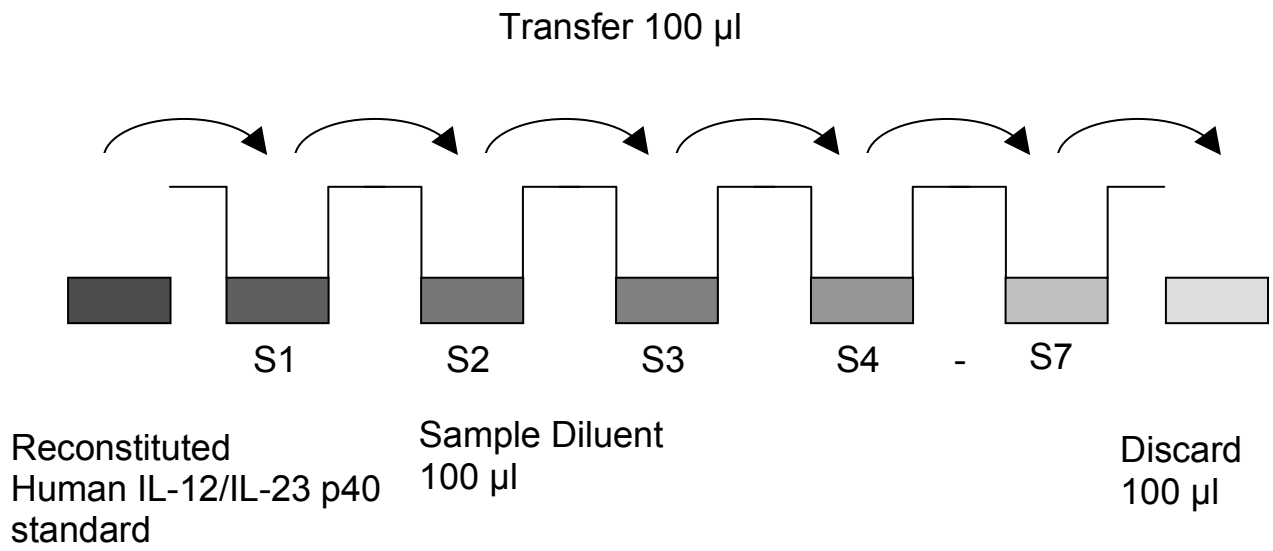 Transfer 100 µl
S1 S2 S3 S4 - S7
Reconstituted
Human IL-12/IL-23 p40
standard
Sample Diluent
100 µl
Discard
100 µl